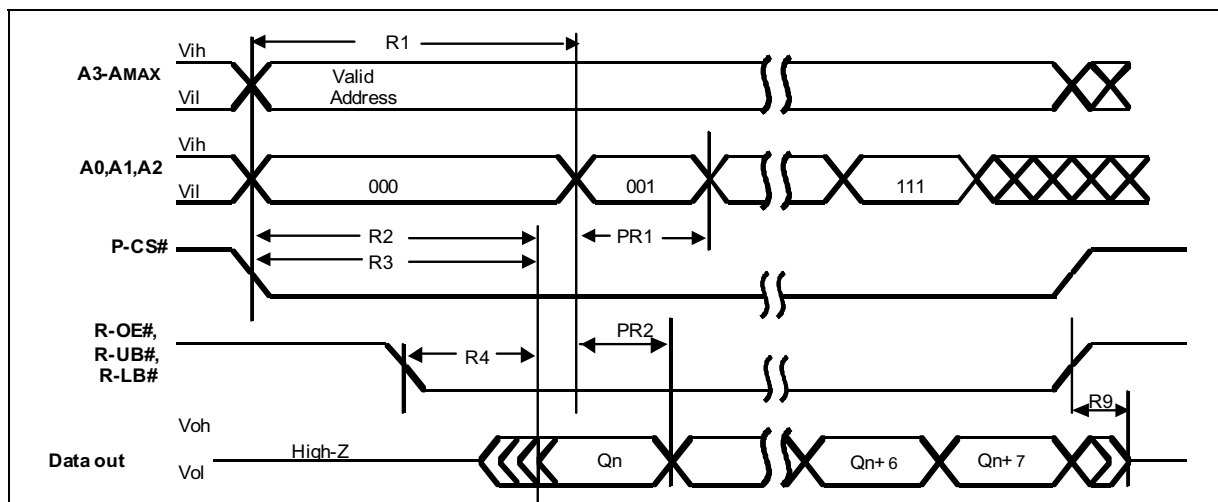 R1
Vih
A3-AMAX
Valid
Address
Vil
Vih
A0,A1,A2
000
001
111
Vil
R2
PR1
P-CS#
R3
R-OE#,
R-UB#,
R-LB#
R4
PR2
R9
Voh
High-Z
Data out
Qn
Qn+6
Qn+7
Vol